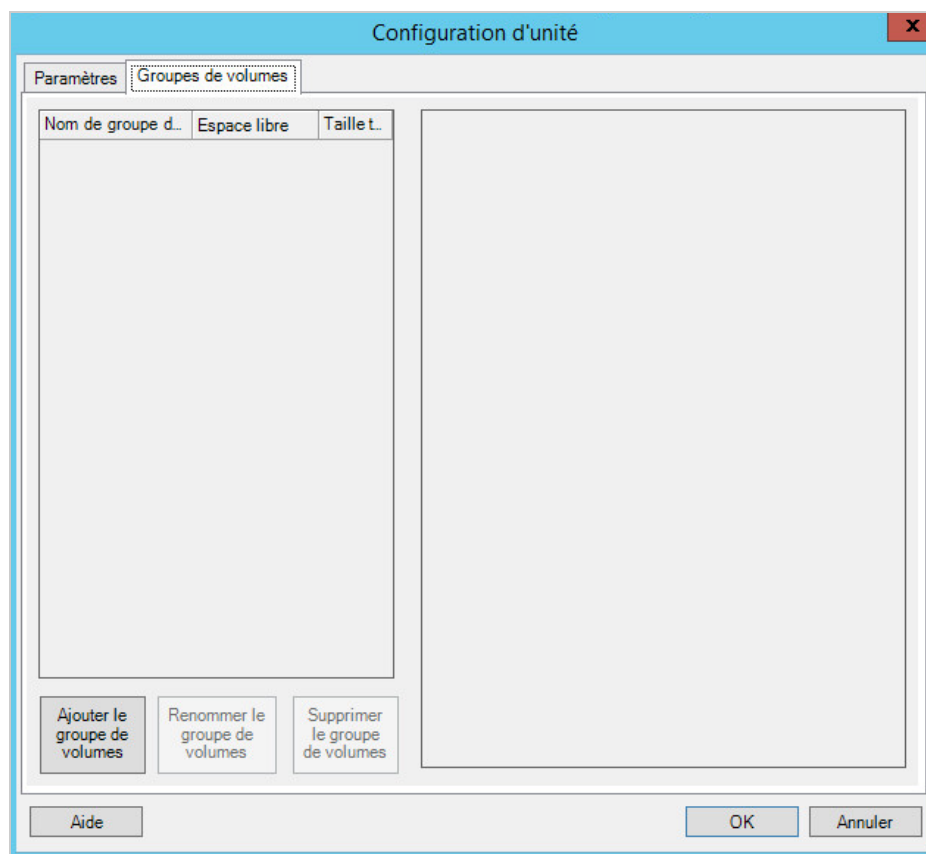 Configuration d'unité
x
Paramètres
Groupes de volumes
Nom de groupe d...
Espace libre
Taille t...
Ajouter le
groupe de
volumes
Renommer le
groupe de
volumes
Supprimer
le groupe
de volumes
Aide
OK
Annuler